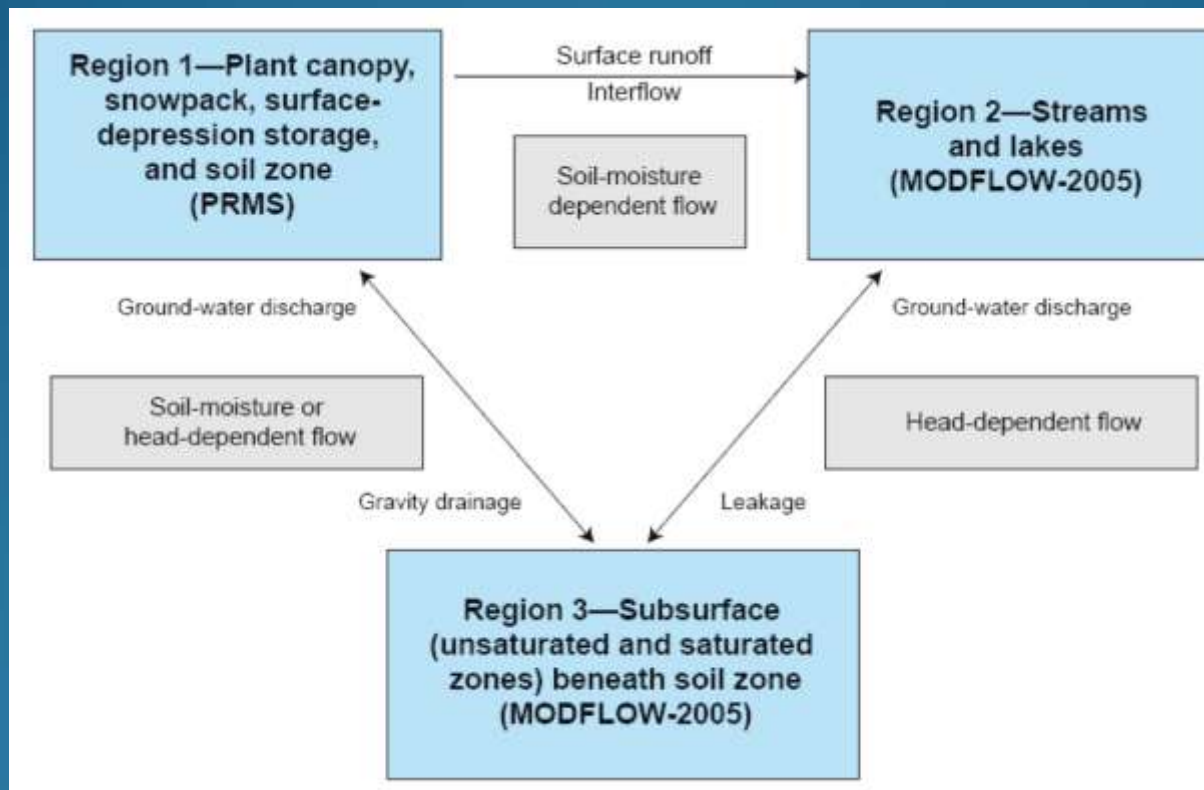 Region 1—Plant canopy,
snowpack, surface-
depression storage,
and soil zone
(PRMS)
Surface runoff
Interflow
Soil-moisture
dependent flow
Region 2—Streams
and lakes
(MODFLOW-2005)
Ground-water discharge
Ground-water discharge
Soil-moisture or
head-dependent flow
Head-dependent flow
Gravity drainage
Leakage
Region 3—Subsurface
(unsaturated and saturated
zones) beneath soil zone
(MODFLOW-2005)